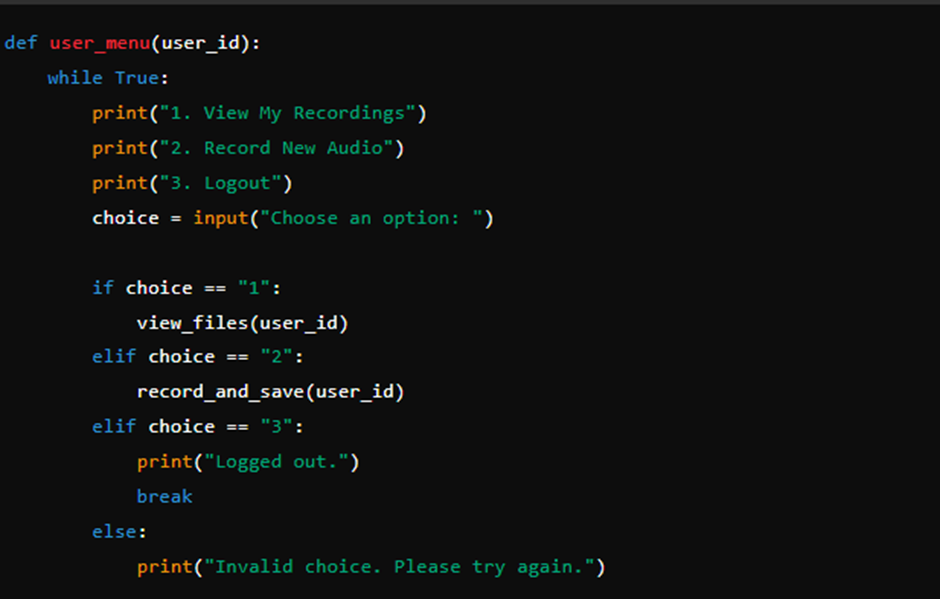 def user_menu(user_id):
    while True:
        print("1. View My Recordings")
        print("2. Record New Audio")
        print("3. Logout")
        choice = input("Choose an option: ")

        if choice == "1":
            view_files(user_id)
        elif choice == "2":
            record_and_save(user_id)
        elif choice == "3":
            print("Logged out.")
            break
        else:
            print("Invalid choice. Please try again.")